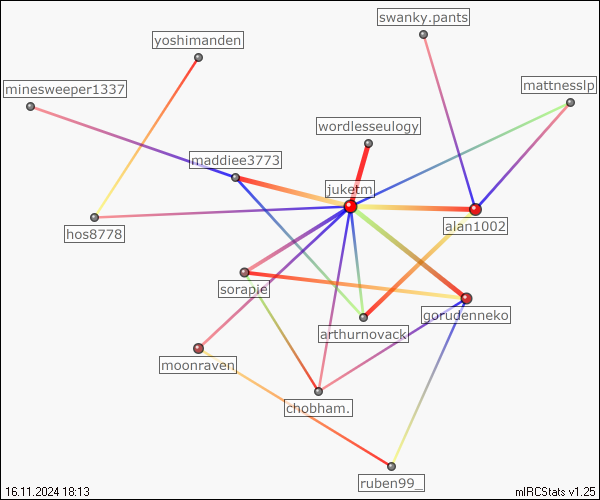 swanky.pants
yoshimanden
minesweeper1337
mattnesslp
wordlesseulogy
maddiee3773
juketm
hos8778
alan1002
sorapie
gorudenneko
arthurnovack
moonraven
chobham.
ruben99_
16.11.2024 18:13
mIRCStats v1.25